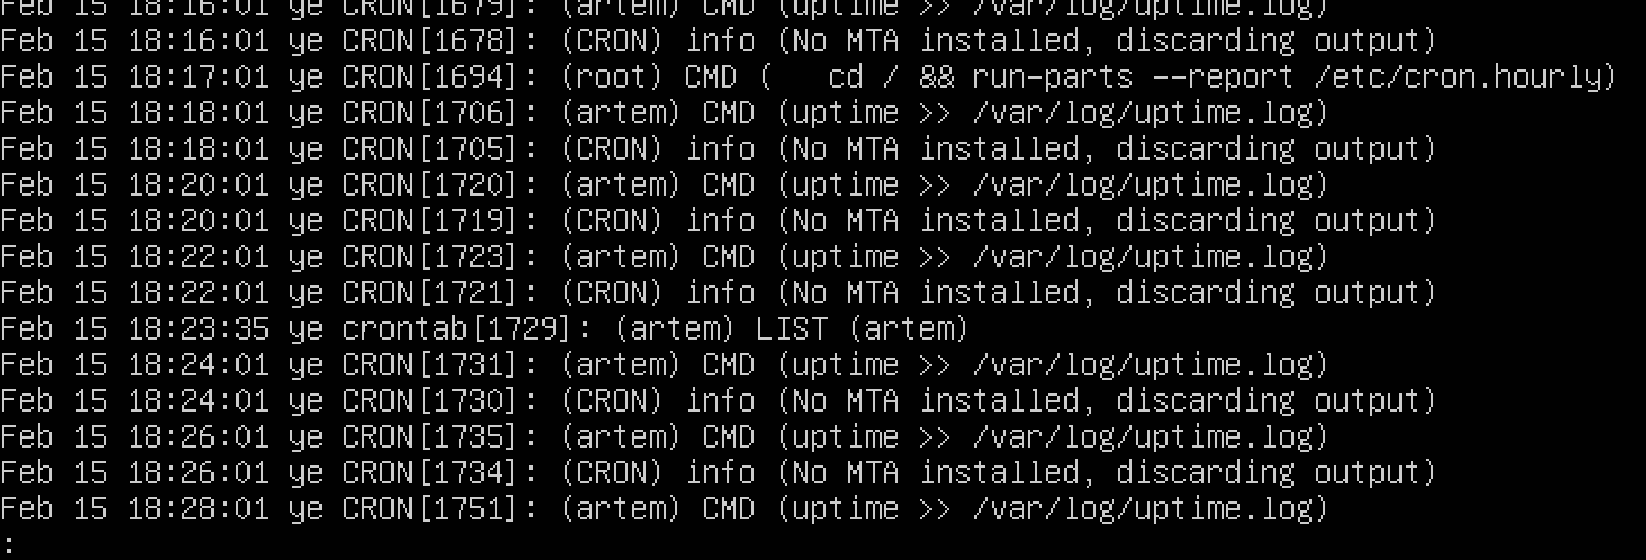 Feb 15 18:16:01 ye CRON[1679]: (artem) CMD (uptime >> /var/log/uptime.log)
Feb 15 18:16:01 ye CRON[1678]: (CRON) info (No MTA installed, discarding output)
Feb 15 18:17:01 ye CRON[1694]: (root) CMD (   cd / && run-parts --report /etc/cron.hourly)
Feb 15 18:18:01 ye CRON[1706]: (artem) CMD (uptime >> /var/log/uptime.log)
Feb 15 18:18:01 ye CRON[1705]: (CRON) info (No MTA installed, discarding output)
Feb 15 18:20:01 ye CRON[1720]: (artem) CMD (uptime >> /var/log/uptime.log)
Feb 15 18:20:01 ye CRON[1719]: (CRON) info (No MTA installed, discarding output)
Feb 15 18:22:01 ye CRON[1723]: (artem) CMD (uptime >> /var/log/uptime.log)
Feb 15 18:22:01 ye CRON[1721]: (CRON) info (No MTA installed, discarding output)
Feb 15 18:23:35 ye crontab[1729]: (artem) LIST (artem)
Feb 15 18:24:01 ye CRON[1731]: (artem) CMD (uptime >> /var/log/uptime.log)
Feb 15 18:24:01 ye CRON[1730]: (CRON) info (No MTA installed, discarding output)
Feb 15 18:26:01 ye CRON[1735]: (artem) CMD (uptime >> /var/log/uptime.log)
Feb 15 18:26:01 ye CRON[1734]: (CRON) info (No MTA installed, discarding output)
Feb 15 18:28:01 ye CRON[1751]: (artem) CMD (uptime >> /var/log/uptime.log)
: